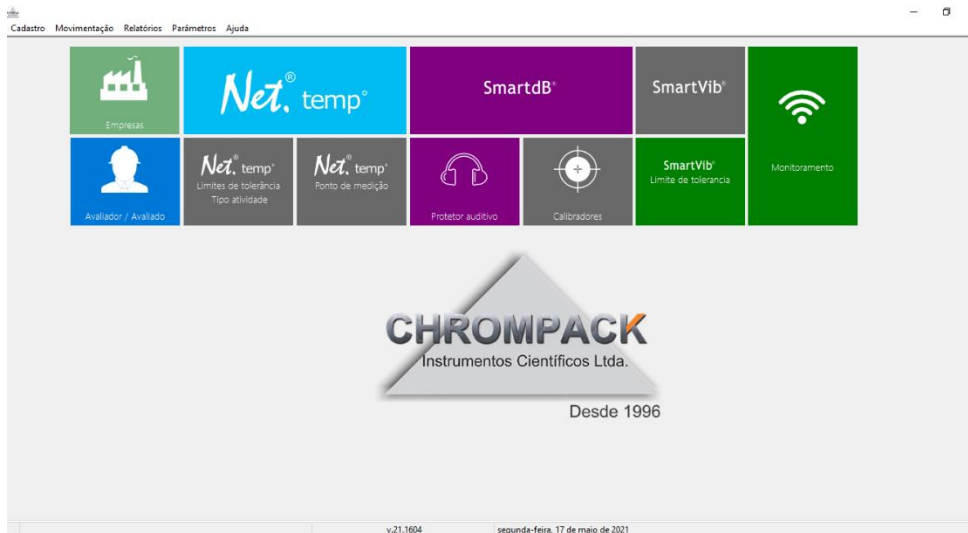 Cadastro Movimentação Relatórios Parâmetros Ajuda
Empresas
Net.® temp°
SmartdB®
SmartVib®
Monitoramento
Avaliador / Avaliado
Net.® temp°
Limites de tolerância
Tipo atividade
Net.® temp°
Ponto de medição
Protetor auditivo
Calibradores
SmartVib®
Limite de tolerancia
CHROMPACK
Instrumentos Científicos Ltda.
Desde 1996
v.21.1604 segunda-feira, 17 de maio de 2021